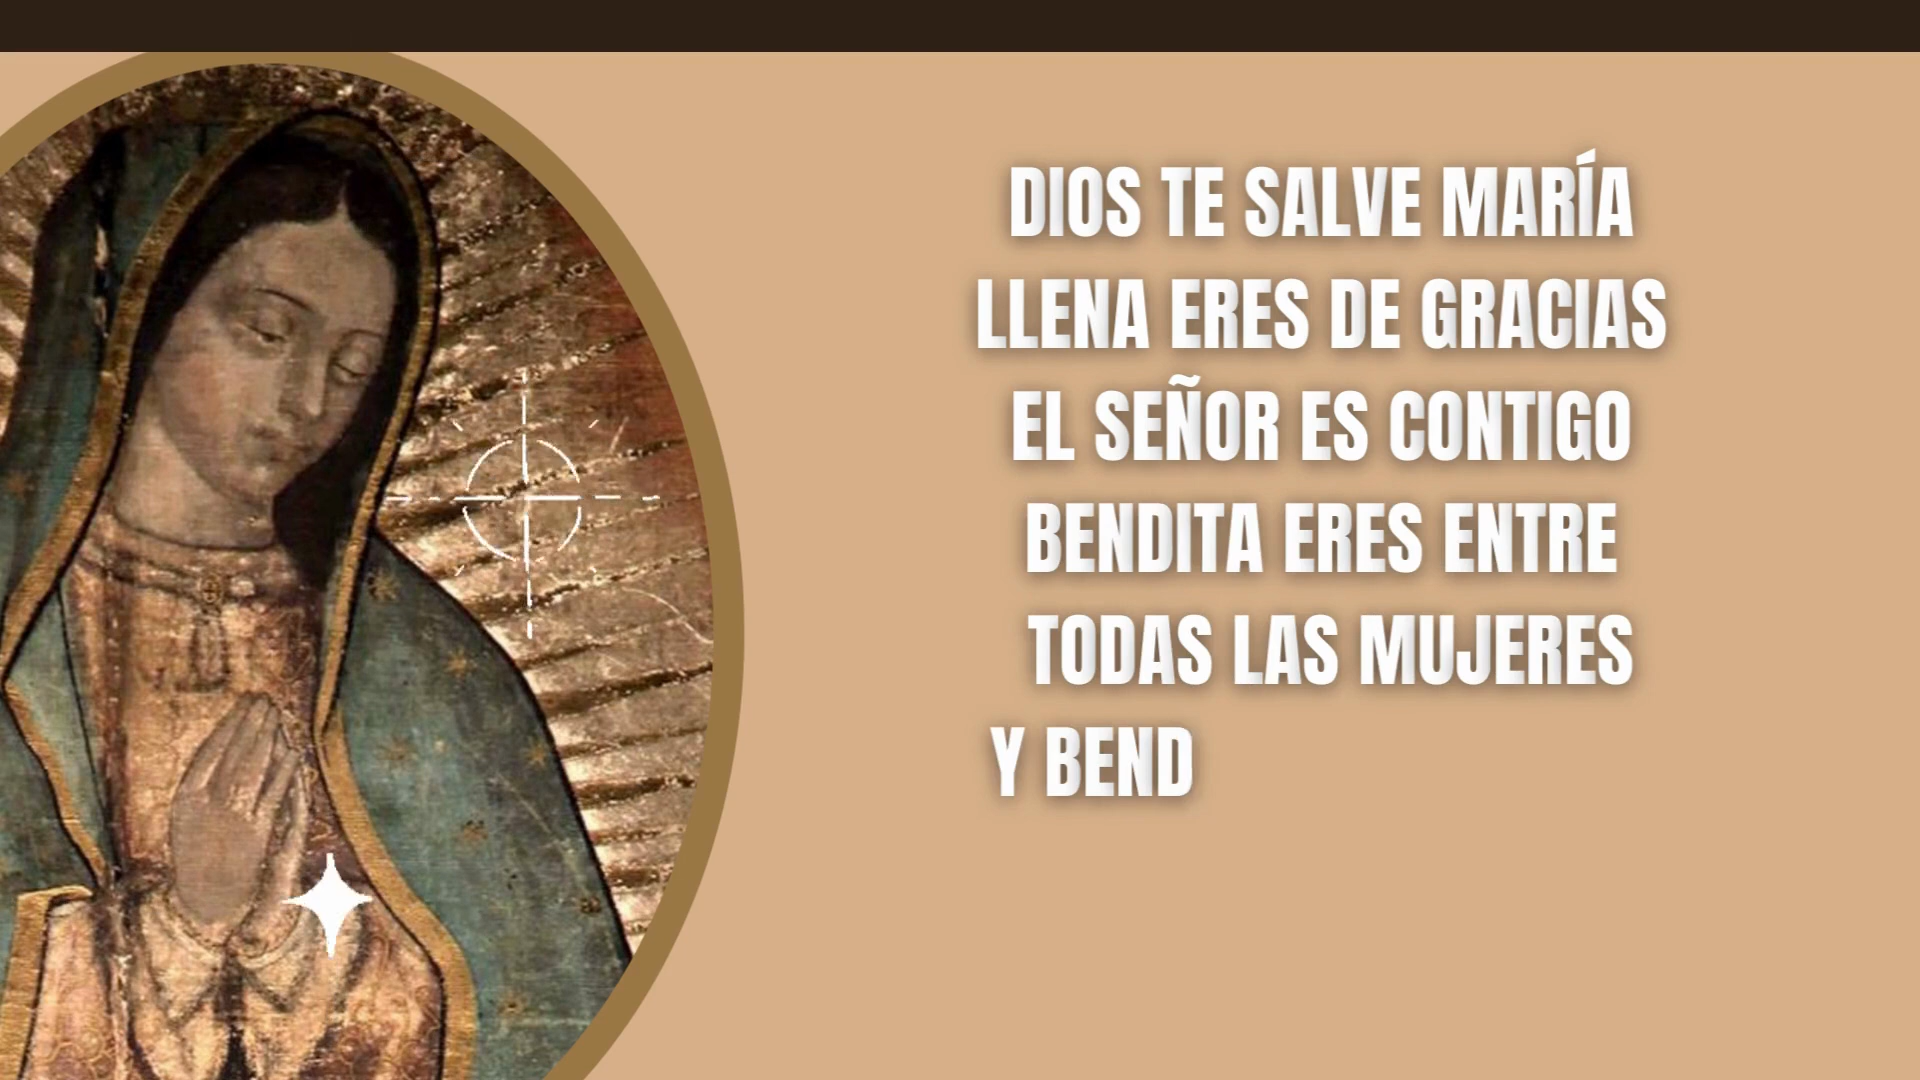 DIOS TE SALVE MARÍA
LLENA ERES DE GRACIAS
EL SEÑOR ES CONTIGO
BENDITA ERES ENTRE
TODAS LAS MUJERES
Y BEND